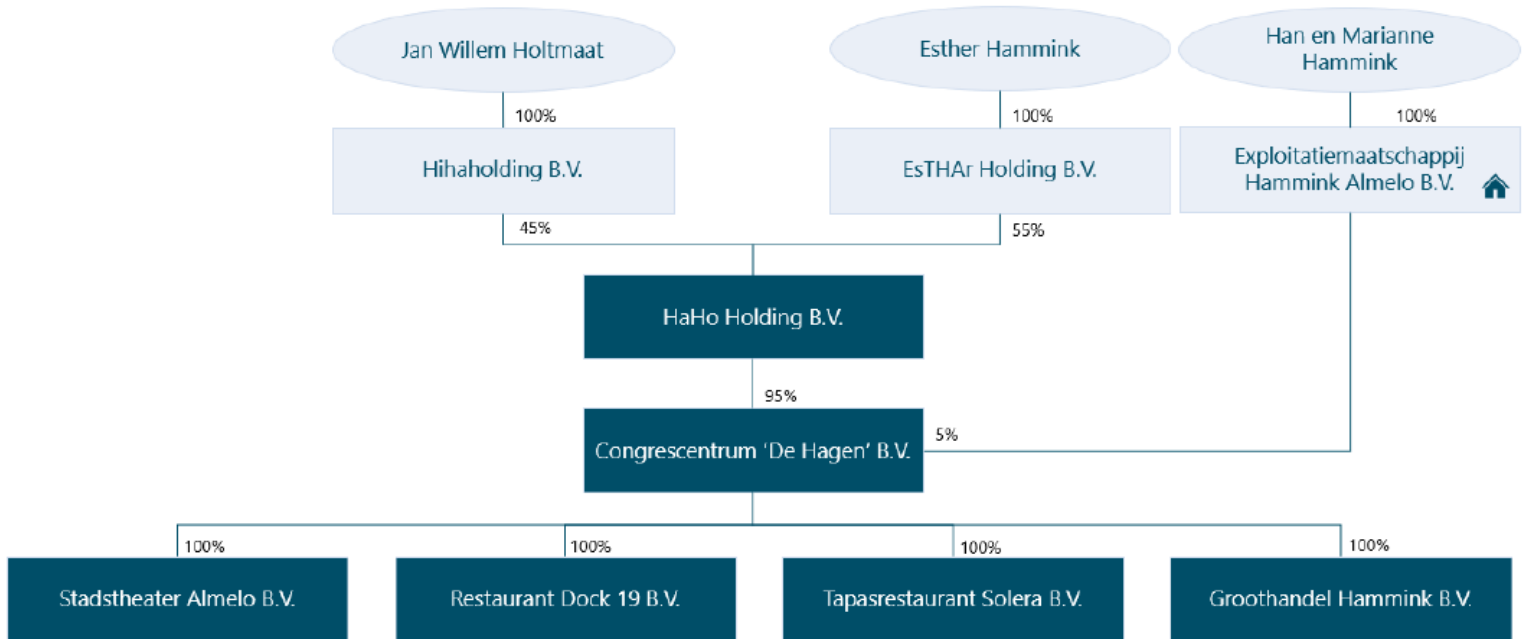 Jan Willem Holtmaat
Esther Hammink
Han en Marianne
Hammink
100%
100%
100%
Hihaholding B.V.
EsTHAr Holding B.V.
Exploitatiemaatschappij
Hammink Almelo B.V.
45%
55%
HaHo Holding B.V.
95%
Congrescentrum ‘De Hagen’ B.V.
5%
100%
100%
100%
100%
Stadstheater Almelo B.V.
Restaurant Dock 19 B.V.
Tapasrestaurant Solera B.V.
Groothandel Hammink B.V.